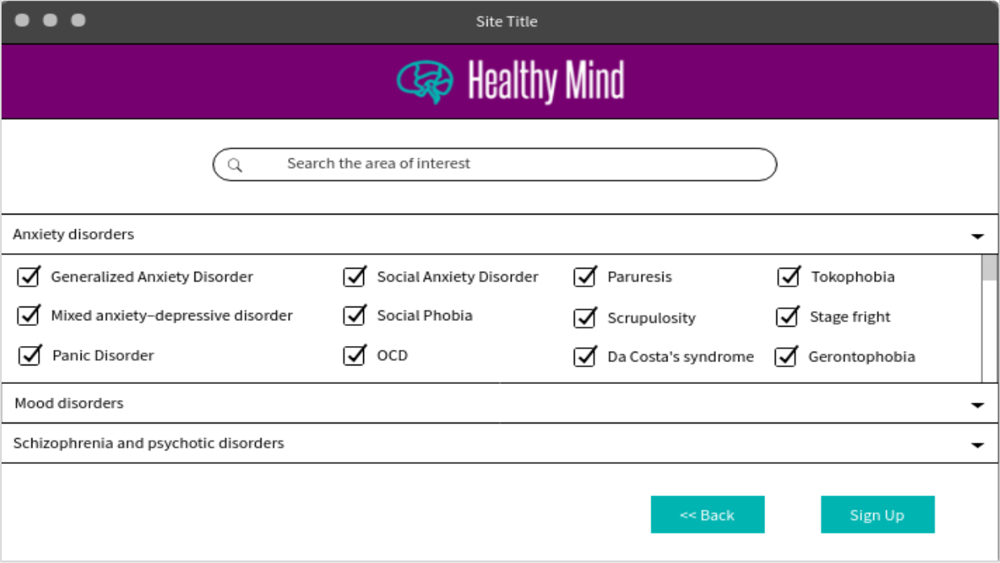 Site Title
Healthy Mind
Search the area of interest
Anxiety disorders
Generalized Anxiety Disorder Social Anxiety Disorder Paruresis Tokophobia
Mixed anxiety–depressive disorder Social Phobia Scrupulosity Stage fright
Panic Disorder OCD Da Costa's syndrome Gerontophobia
Mood disorders
Schizophrenia and psychotic disorders
<< Back Sign Up